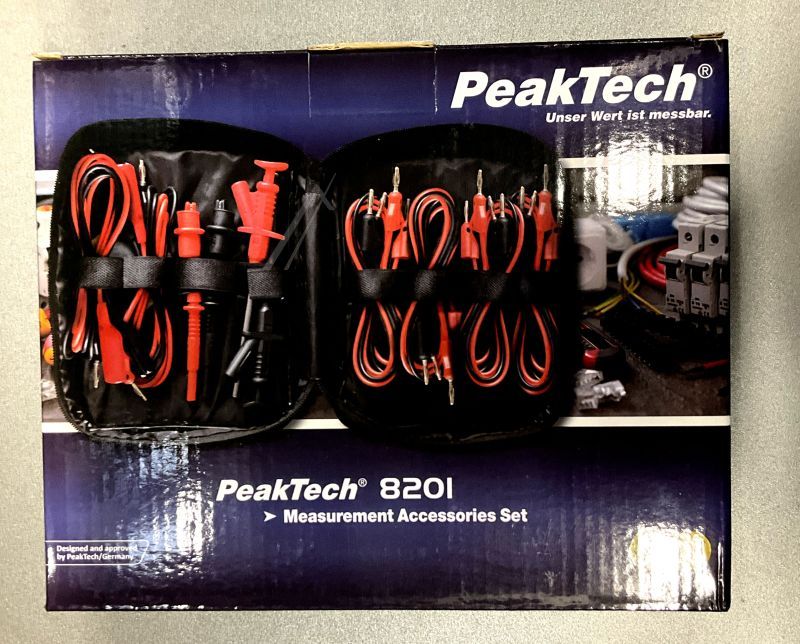 PeakTech®
Unser Wert ist messbar.
PeakTech® 8201
➤ Measurement Accessories Set
Designed and approved
by PeakTech/Germany